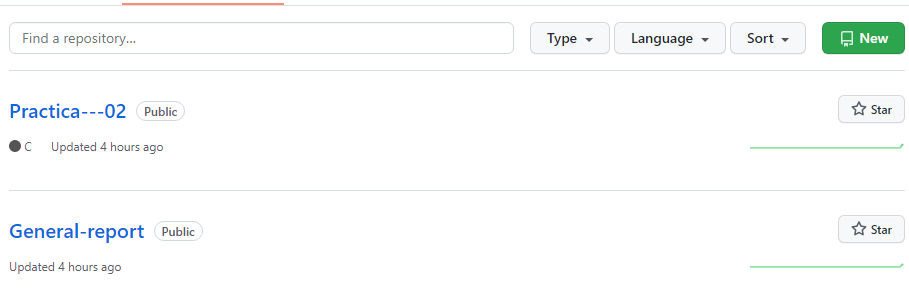 Find a repository... Type Language Sort New
Practica---02 Public Star
C Updated 4 hours ago
General-report Public Star
Updated 4 hours ago